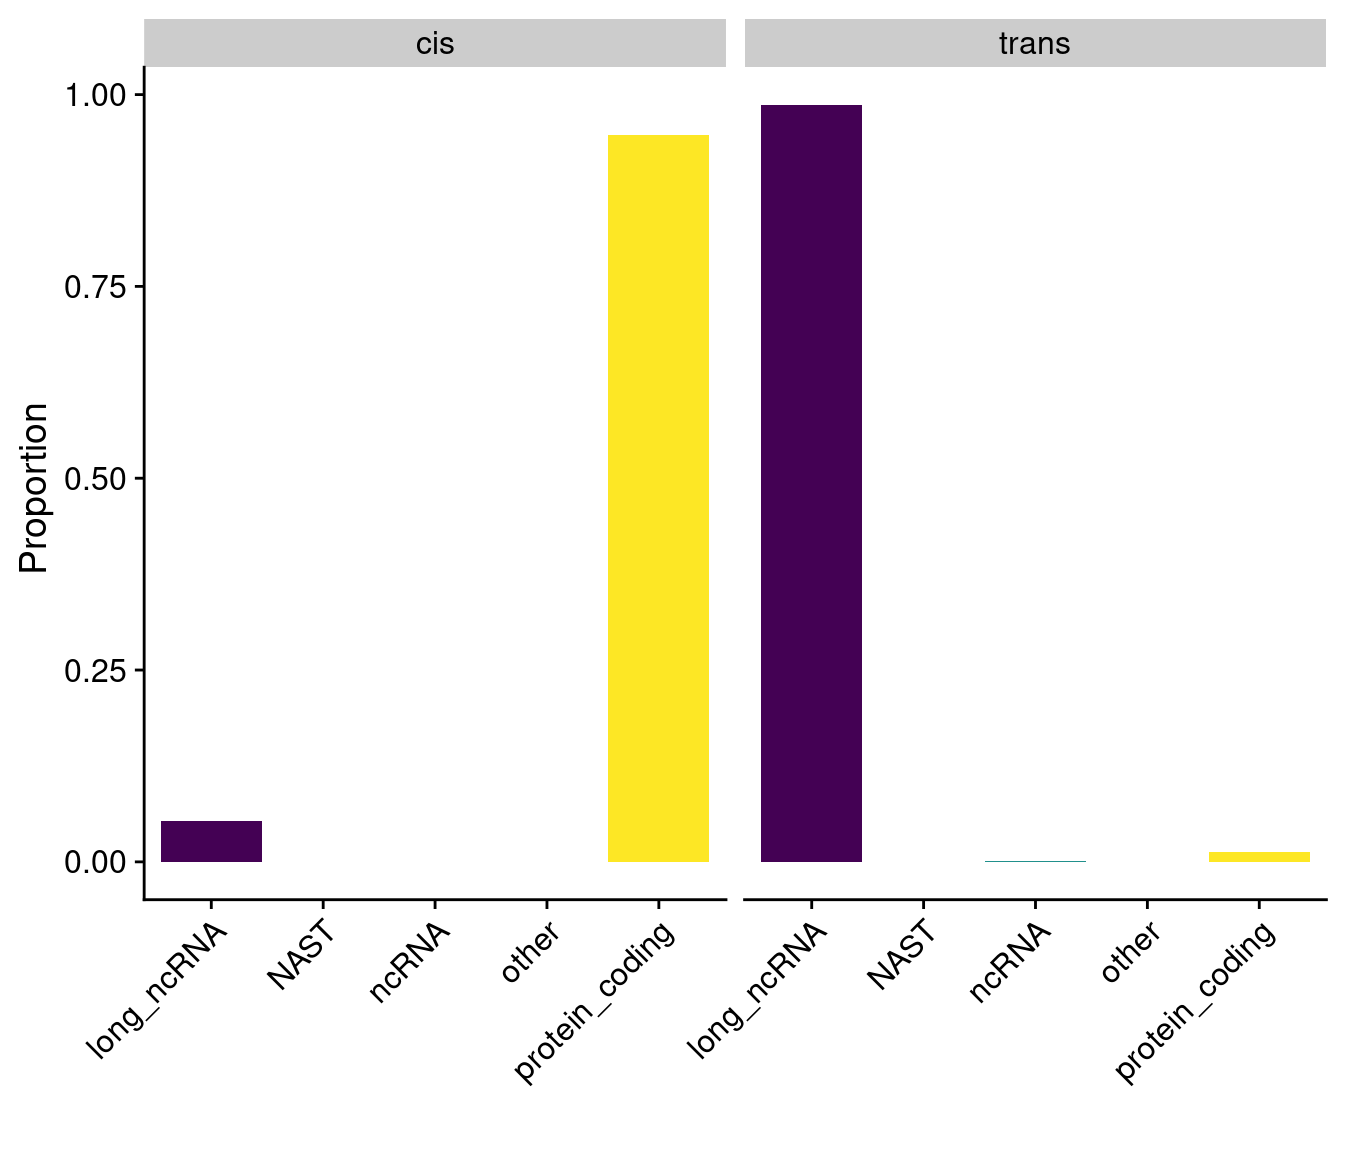 cis
trans
1.00
0.75
0.50
0.25
0.00
Proportion
long_ncRNA
NAST
ncRNA
other
protein_coding
long_ncRNA
NAST
ncRNA
other
protein_coding